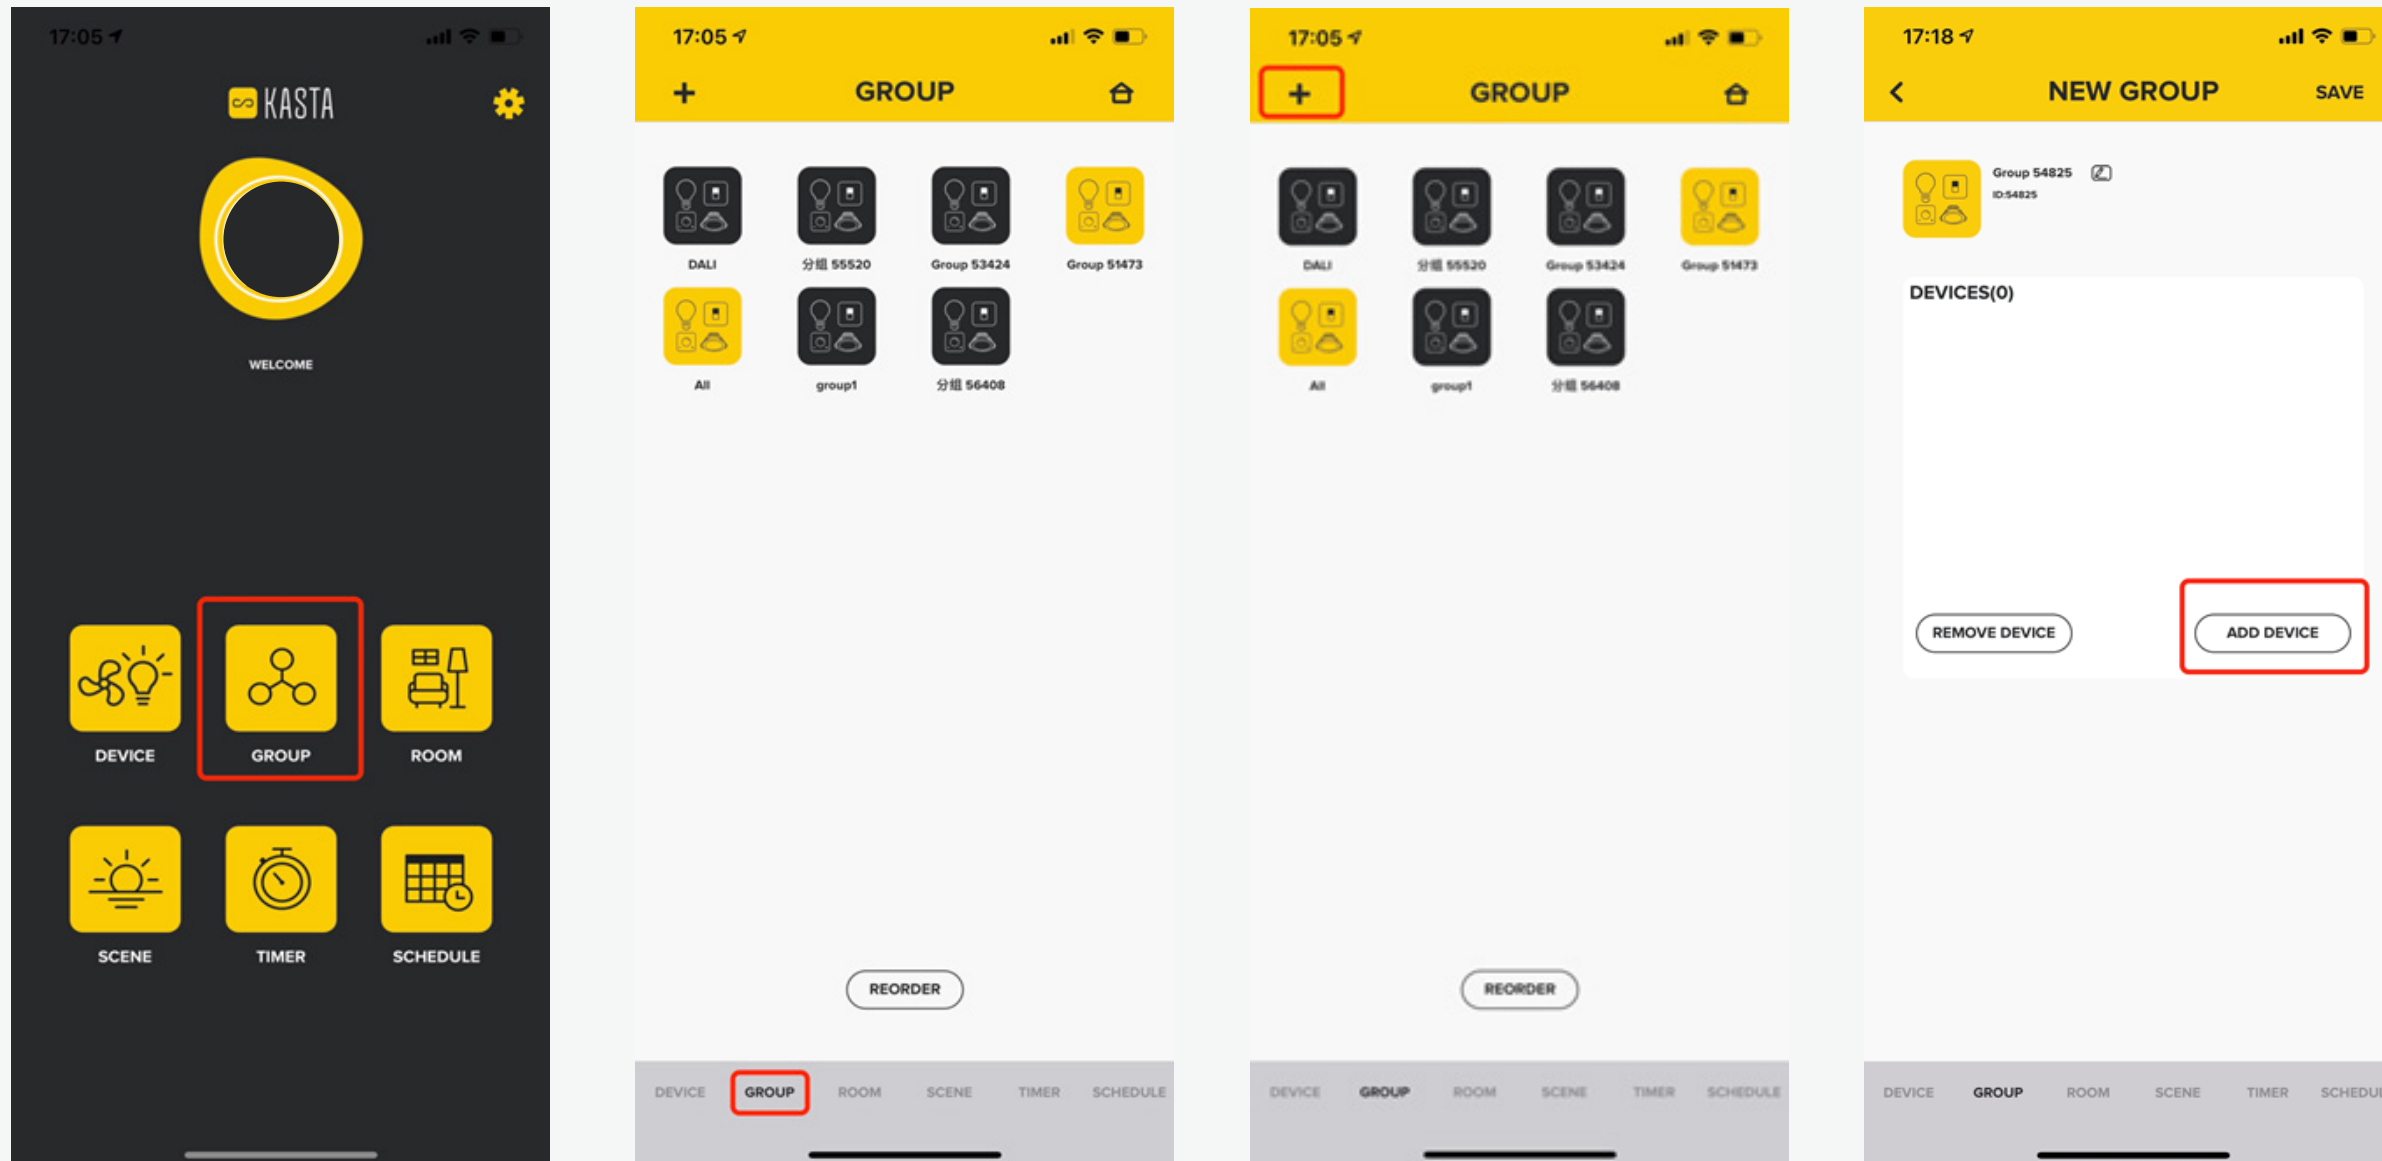 17:05
KASTA
WELCOME
DEVICE
GROUP
ROOM
SCENE
TIMER
SCHEDULE
17:05
+ GROUP
DALI
分组 55520
Group 53424
Group 51473
All
group1
分组 56408
REORDER
DEVICE GROUP ROOM SCENE TIMER SCHEDULE
17:05
+ GROUP
DALI
分组 55520
Group 53424
Group 51473
All
group1
分组 56408
REORDER
DEVICE GROUP ROOM SCENE TIMER SCHEDULE
17:18
NEW GROUP SAVE
Group 54825
ID:54825
DEVICES(0)
REMOVE DEVICE ADD DEVICE
DEVICE GROUP ROOM SCENE TIMER SCHEDUL